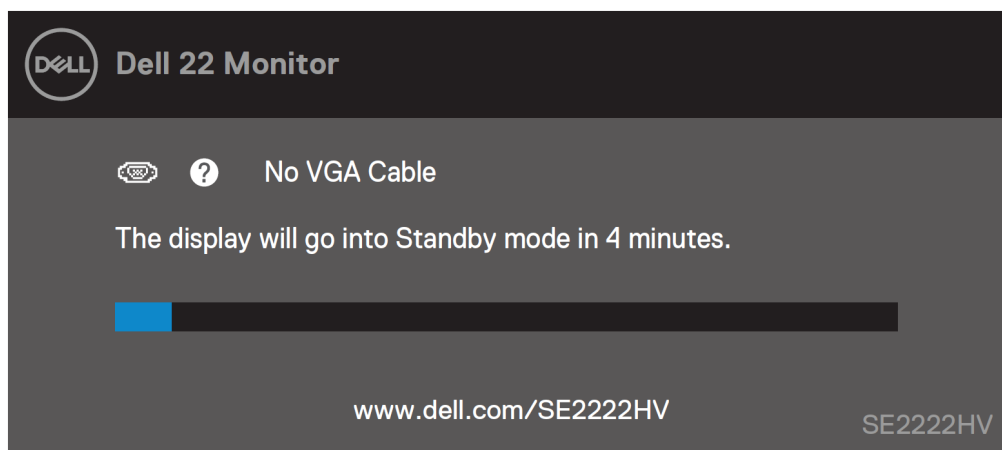 DELL
Dell 22 Monitor
? No VGA Cable
The display will go into Standby mode in 4 minutes.
www.dell.com/SE2222HV
SE2222HV